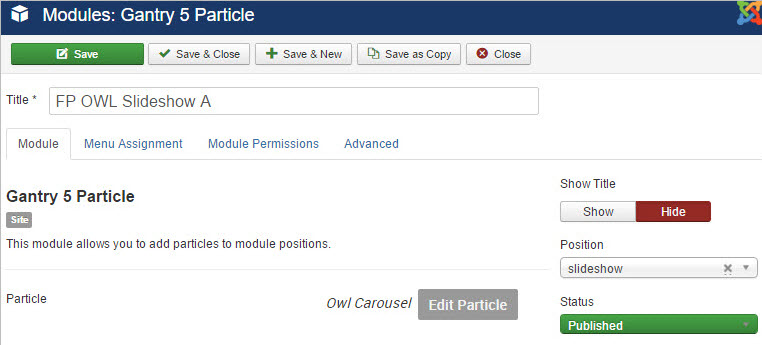 Modules: Gantry 5 Particle
Save
Save & Close
Save & New
Save as Copy
Close
Title *
FP OWL Slideshow A
Module
Menu Assignment
Module Permissions
Advanced
Gantry 5 Particle
Site
This module allows you to add particles to module positions.
Particle
Owl Carousel
Edit Particle
Show Title
Show
Hide
Position
slideshow
Status
Published